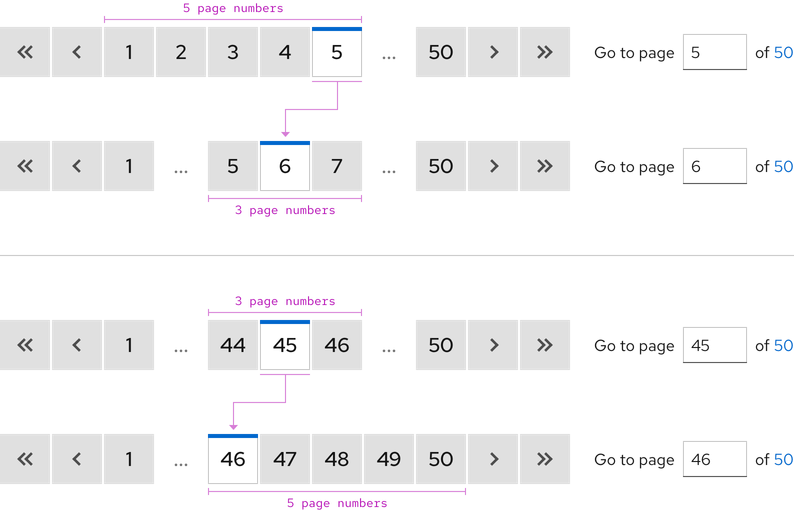 5 page numbers
« < 1 2 3 4 5 ... 50 > » Go to page 5 of 50
« < 1 ... 5 6 7 ... 50 > » Go to page 6 of 50
3 page numbers
3 page numbers
« < 1 ... 44 45 46 ... 50 > » Go to page 45 of 50
« < 1 ... 46 47 48 49 50 > » Go to page 46 of 50
5 page numbers